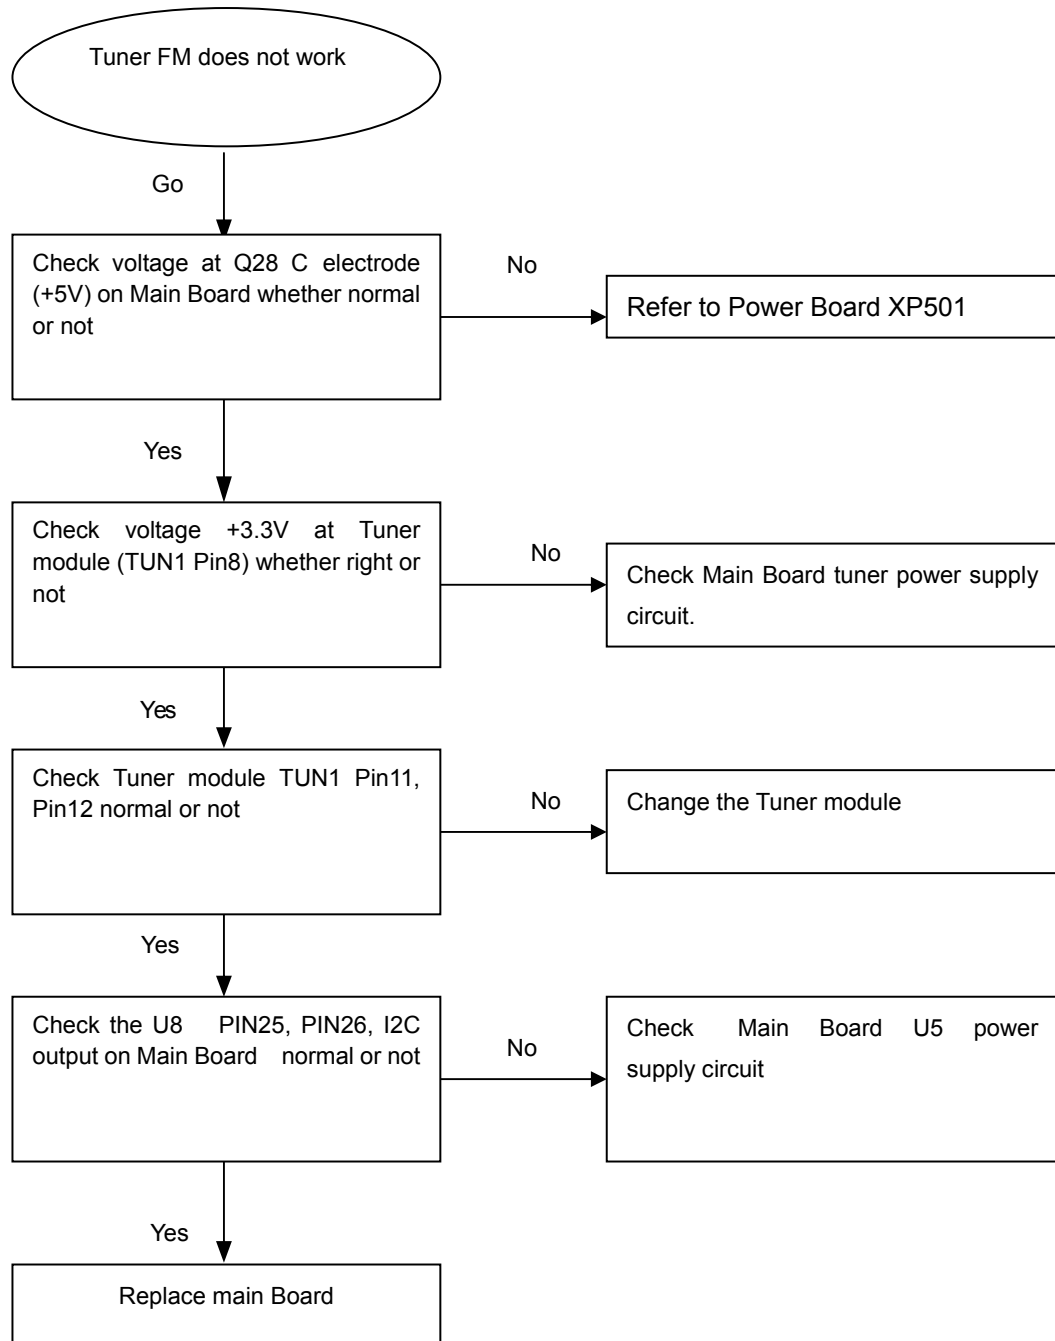 Tuner FM does not work
Go
Check voltage at Q28 C electrode
(+5V) on Main Board whether normal
or not
No
Refer to Power Board XP501
Yes
Check voltage +3.3V at Tuner
module (TUN1 Pin8) whether right or
not
No
Check Main Board tuner power supply
circuit.
Yes
Check Tuner module TUN1 Pin11,
Pin12 normal or not
No
Change the Tuner module
Yes
Check the U8 PIN25, PIN26, I2C
output on Main Board normal or not
No
Check Main Board U5 power
supply circuit
Yes
Replace main Board